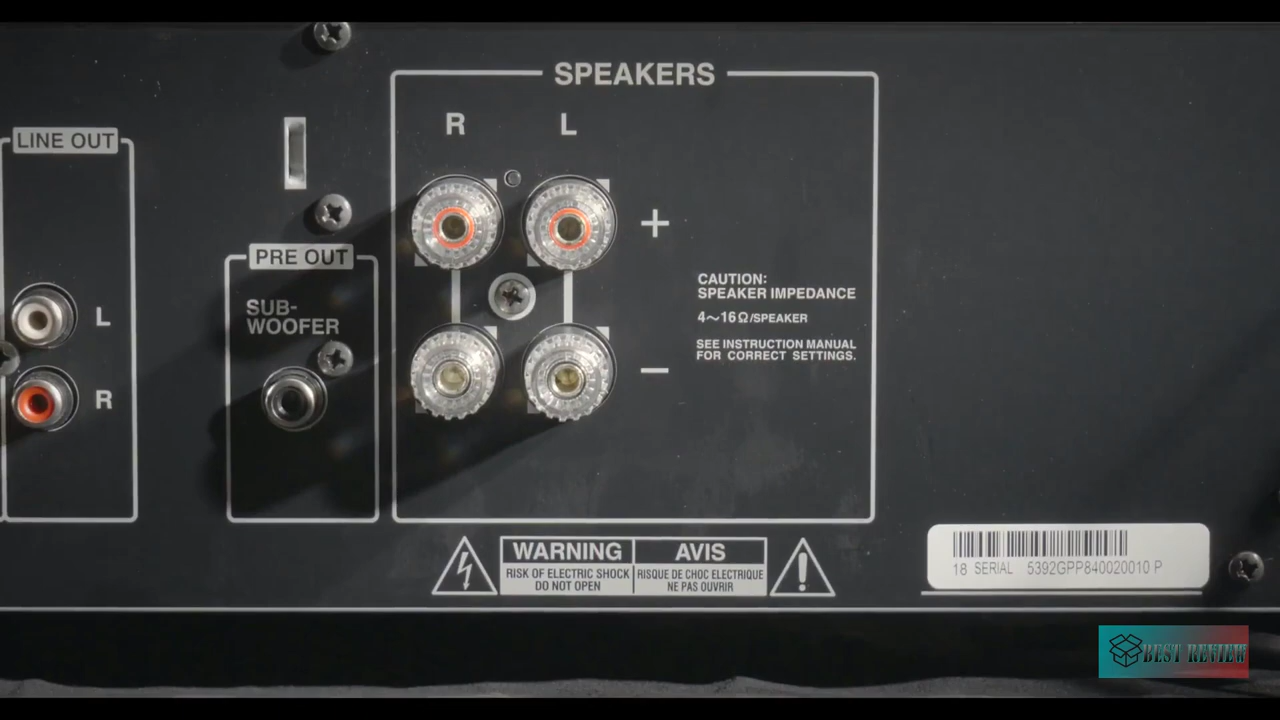 SPEAKERS
R L
LINE OUT
+
PRE OUT
SUB-
WOOFER
L
R
CAUTION:
SPEAKER IMPEDANCE
4～16Ω/SPEAKER
SEE INSTRUCTION MANUAL
FOR CORRECT SETTINGS.
−
WARNING
RISK OF ELECTRIC SHOCK
DO NOT OPEN
AVIS
RISQUE DE CHOC ELECTRIQUE
NE PAS OUVRIR
18 SERIAL 5392GPP840020010 P
BEST REVIEW